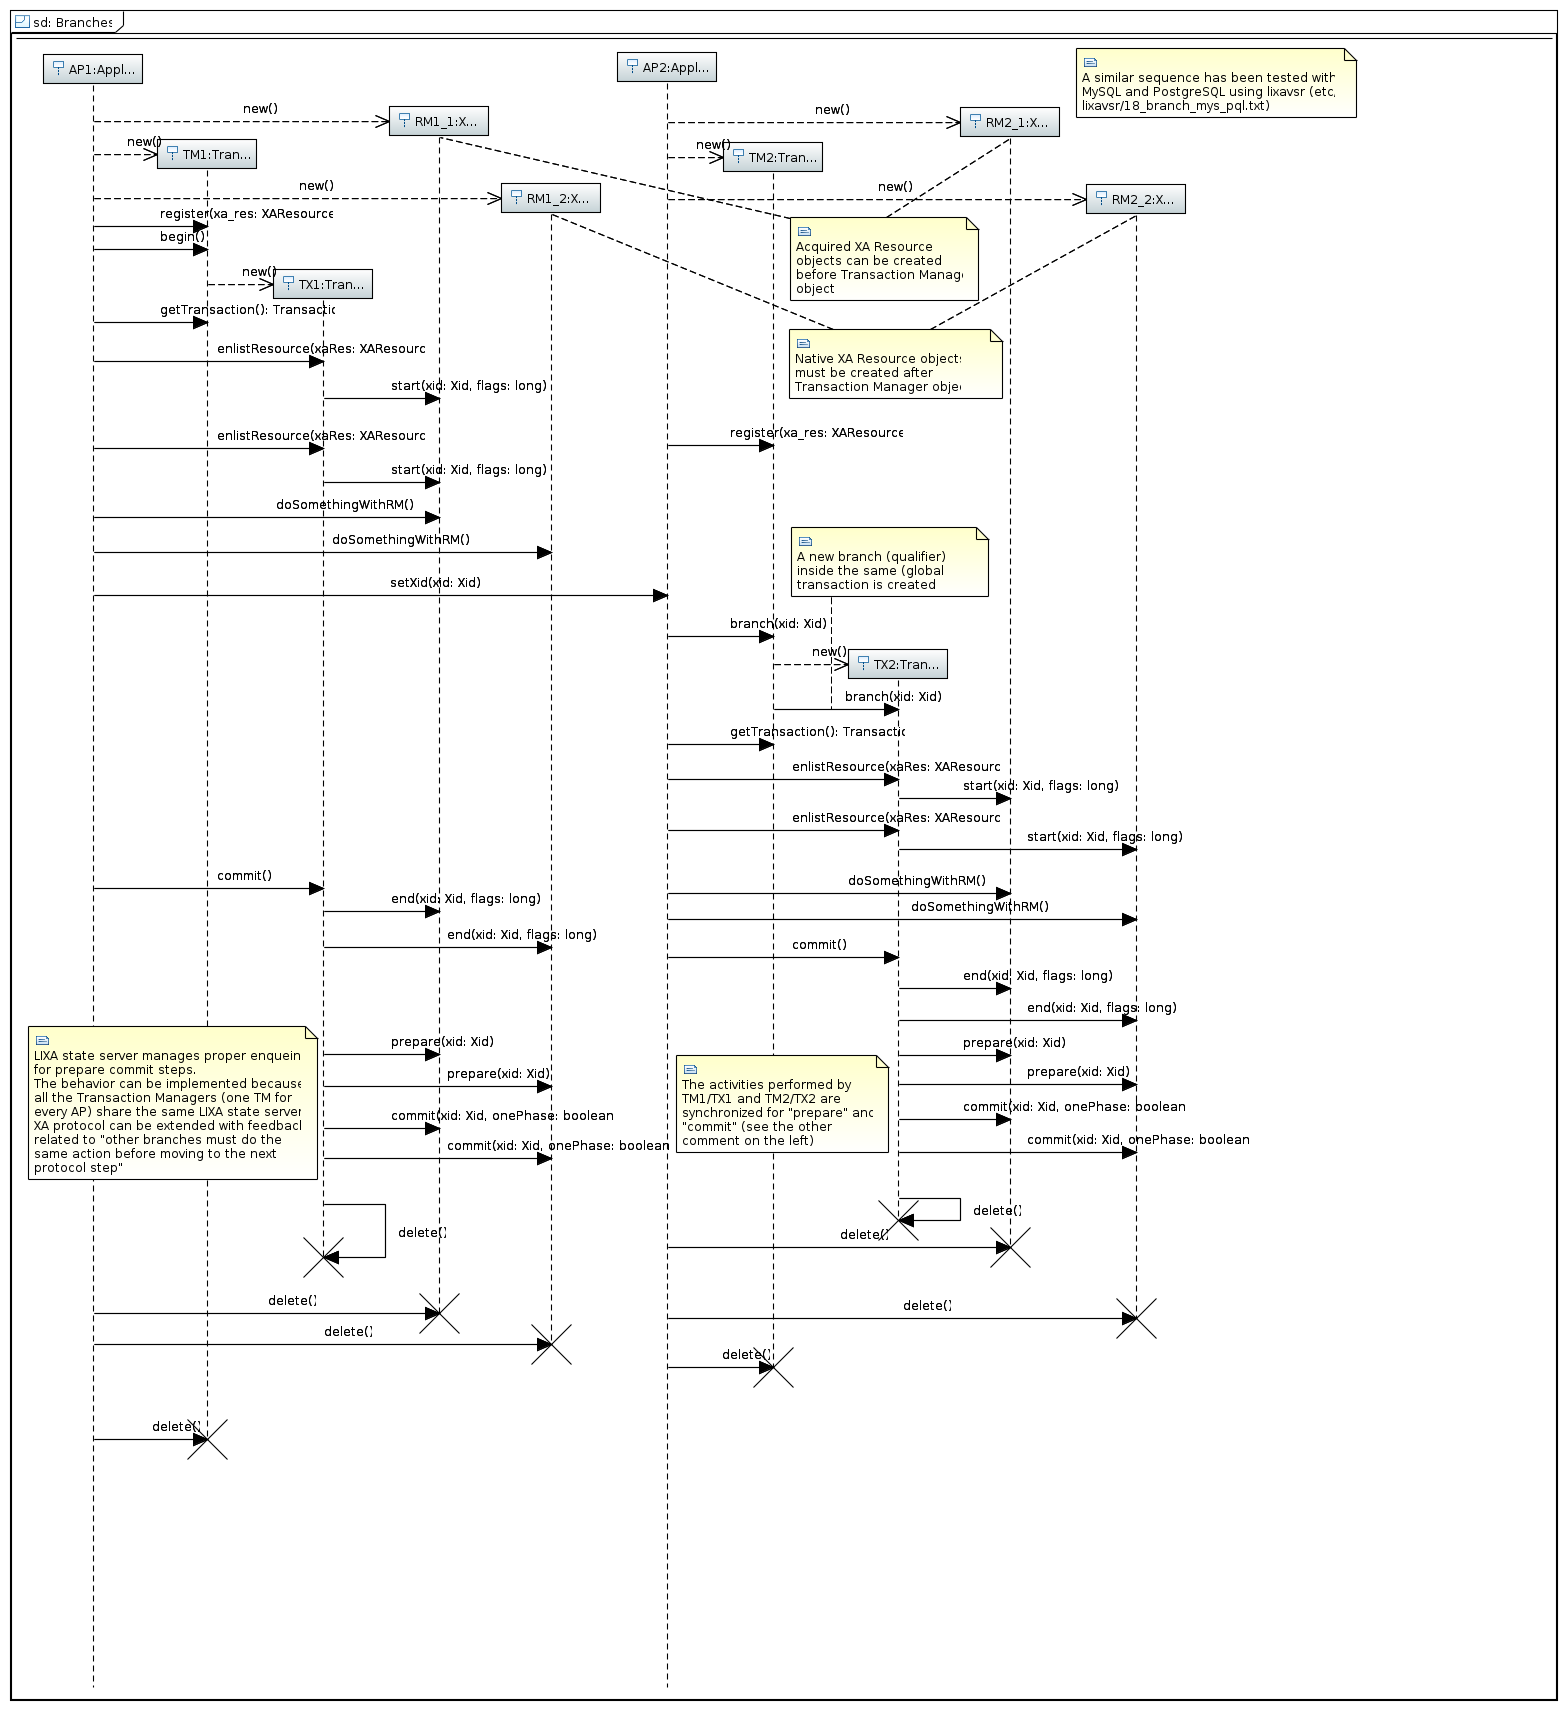 sd: Branches
AP1:Appl...
AP2:Appl...
A similar sequence has been tested with
MySQL and PostgreSQL using lixavsr (etc,
lixavsr/18_branch_mys_pql.txt)
new()
RM1_1:X...
new()
RM2_1:X...
new()
TM1:Tran...
new()
TM2:Tran...
new()
RM1_2:X...
new()
RM2_2:X...
register(xa_res: XAResource
begin()
Acquired XA Resource
objects can be created
before Transaction Manage
object
new()
TX1:Tran...
getTransaction(): Transactic
enlistResource(xaRes: XAResourc
Native XA Resource objects
must be created after
Transaction Manager obje
start(xid: Xid, flags: long)
enlistResource(xaRes: XAResourc
register(xa_res: XAResource
start(xid: Xid, flags: long)
doSomethingWithRM()
doSomethingWithRM()
A new branch (qualifier)
inside the same (global
transaction is created
setXid(xid: Xid)
branch(xid: Xid)
new()
TX2:Tran...
branch(xid: Xid)
getTransaction(): Transactic
enlistResource(xaRes: XAResourc
start(xid: Xid, flags: long)
enlistResource(xaRes: XAResourc
start(xid: Xid, flags: long)
commit()
doSomethingWithRM()
end(xid: Xid, flags: long)
doSomethingWithRM()
end(xid: Xid, flags: long)
commit()
end(xid: Xid, flags: long)
end(xid: Xid, flags: long)
LIXA state server manages proper enquein
for prepare commit steps.
The behavior can be implemented because
all the Transaction Managers (one TM for
every AP) share the same LIXA state server
XA protocol can be extended with feedback
related to "other branches must do the
same action before moving to the next
protocol step"
prepare(xid: Xid)
prepare(xid: Xid)
commit(xid: Xid, onePhase: boolean
commit(xid: Xid, onePhase: boolean
The activities performed by
TM1/TX1 and TM2/TX2 are
synchronized for "prepare" and
"commit" (see the other
comment on the left)
prepare(xid: Xid)
prepare(xid: Xid)
commit(xid: Xid, onePhase: boolean
commit(xid: Xid, onePhase: boolean
delete()
delete()
delete()
delete()
delete()
delete()
delete()
delete()